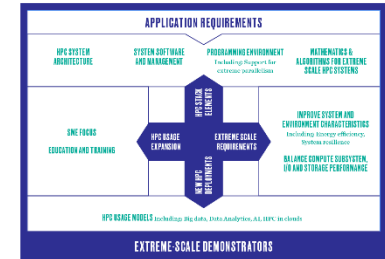 APPLICATION REQUIREMENTS
HPC SYSTEM
ARCHITECTURE
SYSTEM SOFTWARE
AND MANAGEMENT
PROGRAMMING ENVIRONMENT
Including Support for
extreme parallelism
MATHEMATICS &
ALGORITHMS FOR EXTREME
SCALE HPC SYSTEMS
HPC STACK
ELEMENTS
SME FOCUS
EDUCATION AND TRAINING
HPC USAGE
EXPANSION
EXTREME SCALE
REQUIREMENTS
IMPROVE SYSTEM AND
ENVIRONMENT CHARACTERISTICS
Including Energy efficiency,
System resilience
BALANCE COMPUTE SUBSYSTEM,
I/O AND STORAGE PERFORMANCE
NEW HPC
DEPLOYMENTS
HPC USAGE MODELS Including Big data, Data Analytics, AI, HPC in clouds
EXTREME-SCALE DEMONSTRATORS